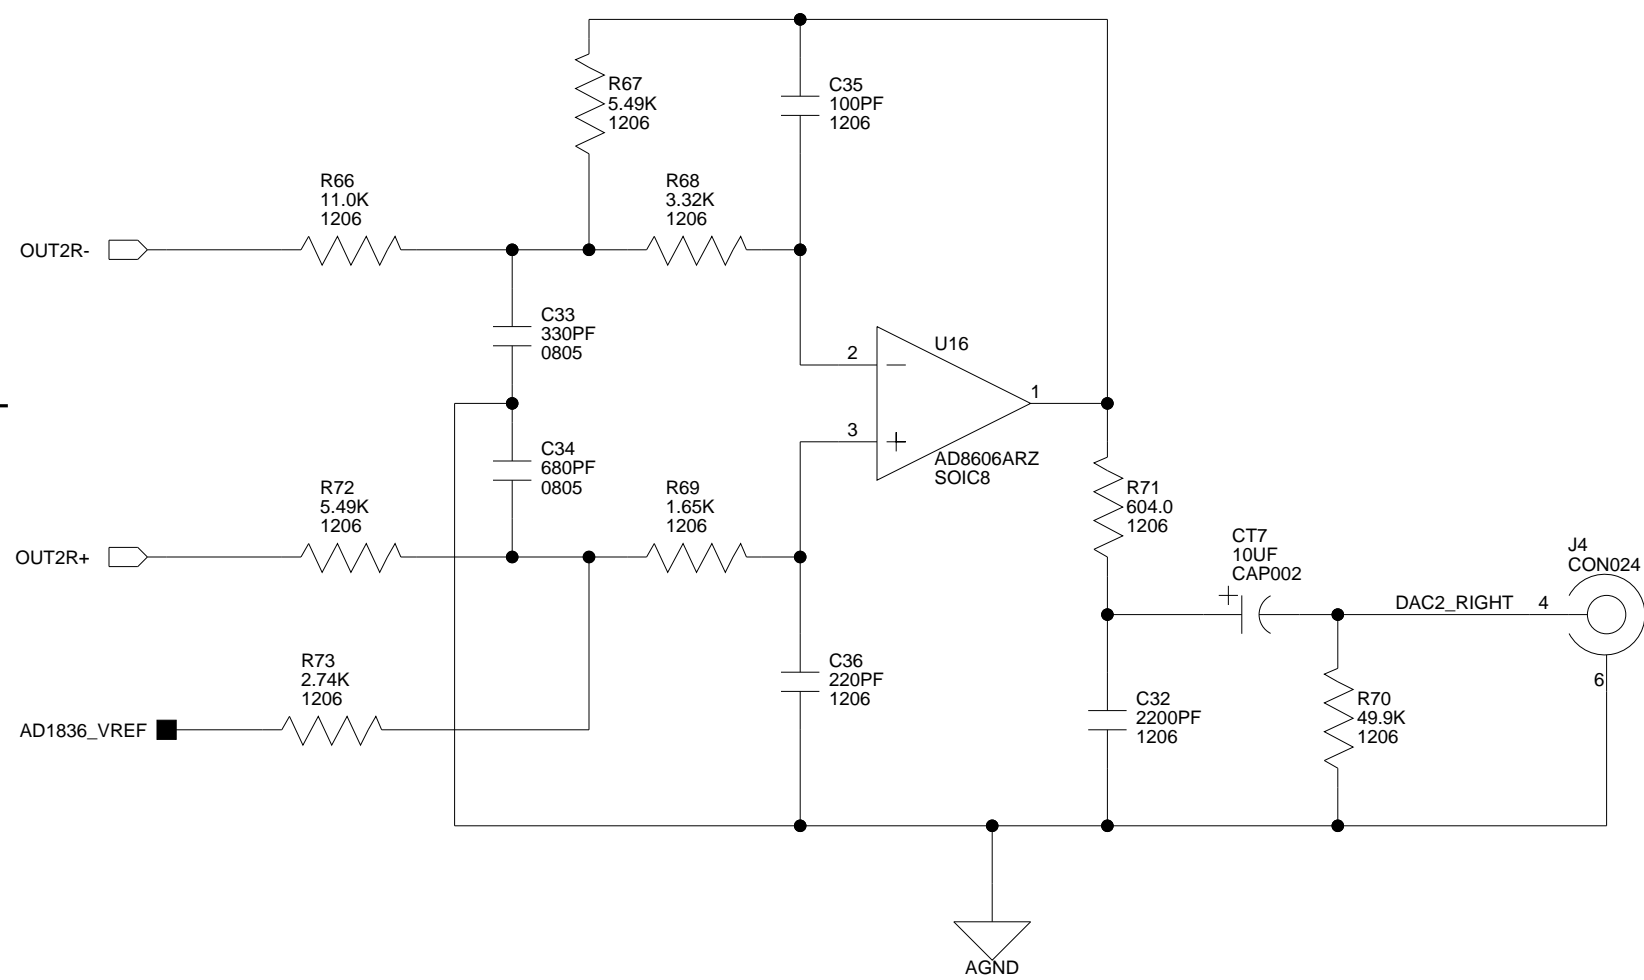 R67
5.49K
1206
C35
100PF
1206
R66
11.0K
1206
R68
3.32K
1206
OUT2R-
C33
330PF
0805
2
U16
1
3
AD8606ARZ
SOIC8
C34
680PF
0805
R72
5.49K
1206
R69
1.65K
1206
R71
604.0
1206
OUT2R+
CT7
10UF
CAP002
J4
CON024
DAC2_RIGHT
4
6
R73
2.74K
1206
AD1836_VREF
C36
220PF
1206
C32
2200PF
1206
R70
49.9K
1206
AGND